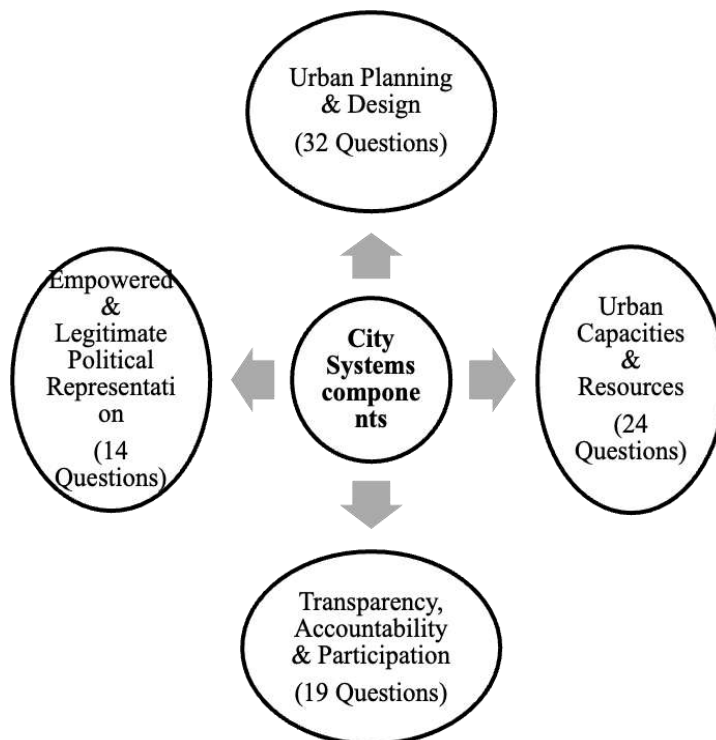 Urban Planning
& Design
(32 Questions)
Empowered
&
Legitimate
Political
Representati
on
(14
Questions)
City
Systems
compone
nts
Urban
Capacities
&
Resources
(24
Questions)
Transparency,
Accountability
& Participation
(19 Questions)